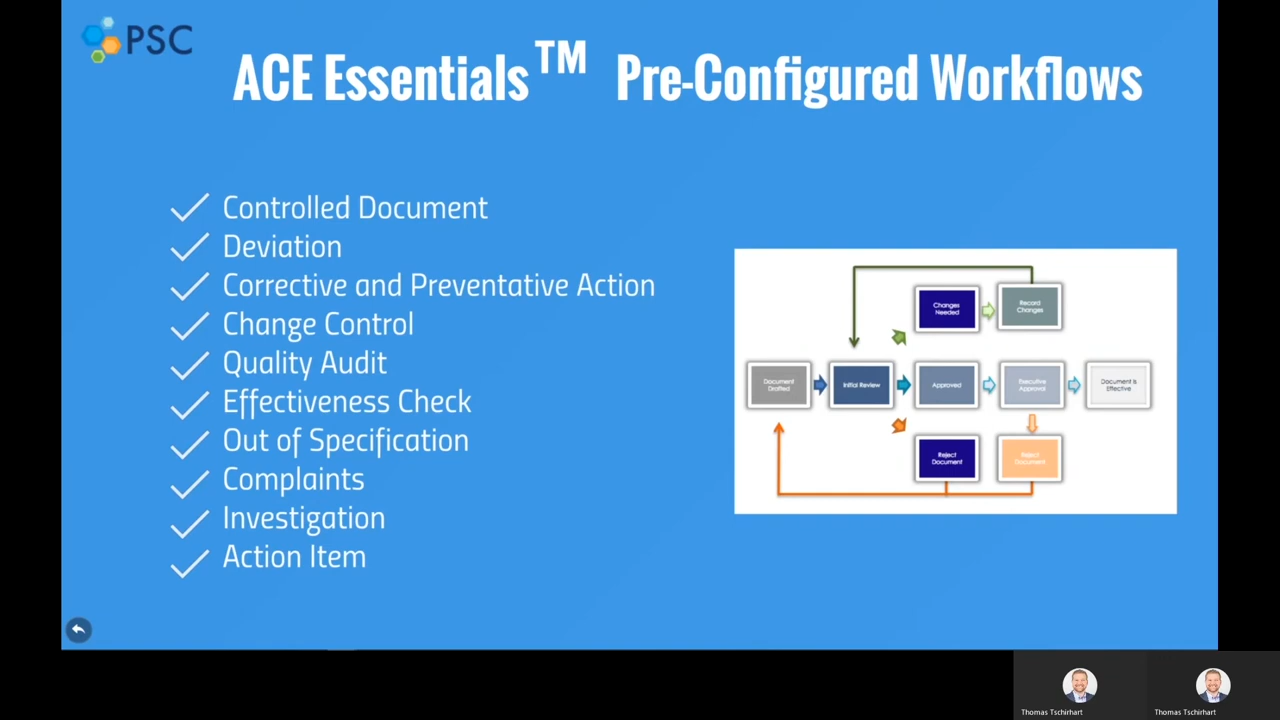 PSC
ACE Essentials™ Pre-Configured Workflows
Controlled Document
Deviation
Corrective and Preventative Action
Change Control
Quality Audit
Effectiveness Check
Out of Specification
Complaints
Investigation
Action Item
Changes
Needed
Record
Changes
Document
Drafted
Initial Review
Approved
Executive
Approval
Document is
Effective
Reject
Document
Reject
Document
Thomas Tschirhart
Thomas Tschirhart